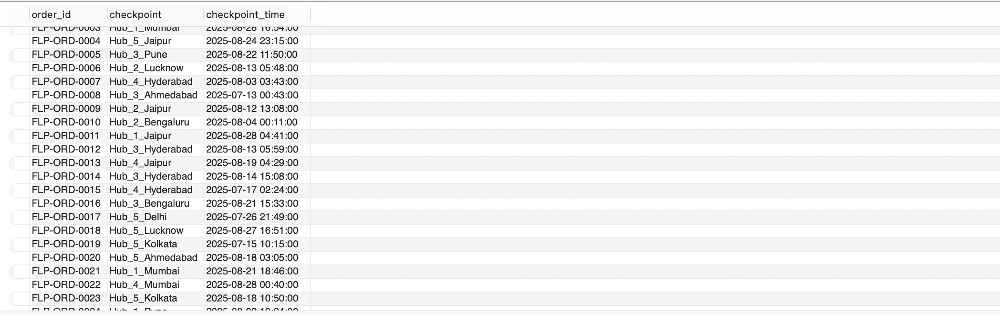 order_id checkpoint checkpoint_time
FLP-ORD-0003 Hub_1_Mumbai 2025-08-28 16:54:00
FLP-ORD-0004 Hub_5_Jaipur 2025-08-24 23:15:00
FLP-ORD-0005 Hub_3_Pune 2025-08-22 11:50:00
FLP-ORD-0006 Hub_2_Lucknow 2025-08-13 05:48:00
FLP-ORD-0007 Hub_4_Hyderabad 2025-08-03 03:43:00
FLP-ORD-0008 Hub_3_Ahmedabad 2025-07-13 00:43:00
FLP-ORD-0009 Hub_2_Jaipur 2025-08-12 13:08:00
FLP-ORD-0010 Hub_2_Bengaluru 2025-08-04 00:11:00
FLP-ORD-0011 Hub_1_Jaipur 2025-08-28 04:41:00
FLP-ORD-0012 Hub_3_Hyderabad 2025-08-13 05:59:00
FLP-ORD-0013 Hub_4_Jaipur 2025-08-19 04:29:00
FLP-ORD-0014 Hub_3_Hyderabad 2025-08-14 15:08:00
FLP-ORD-0015 Hub_4_Hyderabad 2025-07-17 02:24:00
FLP-ORD-0016 Hub_3_Bengaluru 2025-08-21 15:33:00
FLP-ORD-0017 Hub_5_Delhi 2025-07-26 21:49:00
FLP-ORD-0018 Hub_5_Lucknow 2025-08-27 16:51:00
FLP-ORD-0019 Hub_5_Kolkata 2025-07-15 10:15:00
FLP-ORD-0020 Hub_5_Ahmedabad 2025-08-18 03:05:00
FLP-ORD-0021 Hub_1_Mumbai 2025-08-21 18:46:00
FLP-ORD-0022 Hub_4_Mumbai 2025-08-28 00:40:00
FLP-ORD-0023 Hub_5_Kolkata 2025-08-18 10:50:00
FLP-ORD-0024 Hub_1_Pune